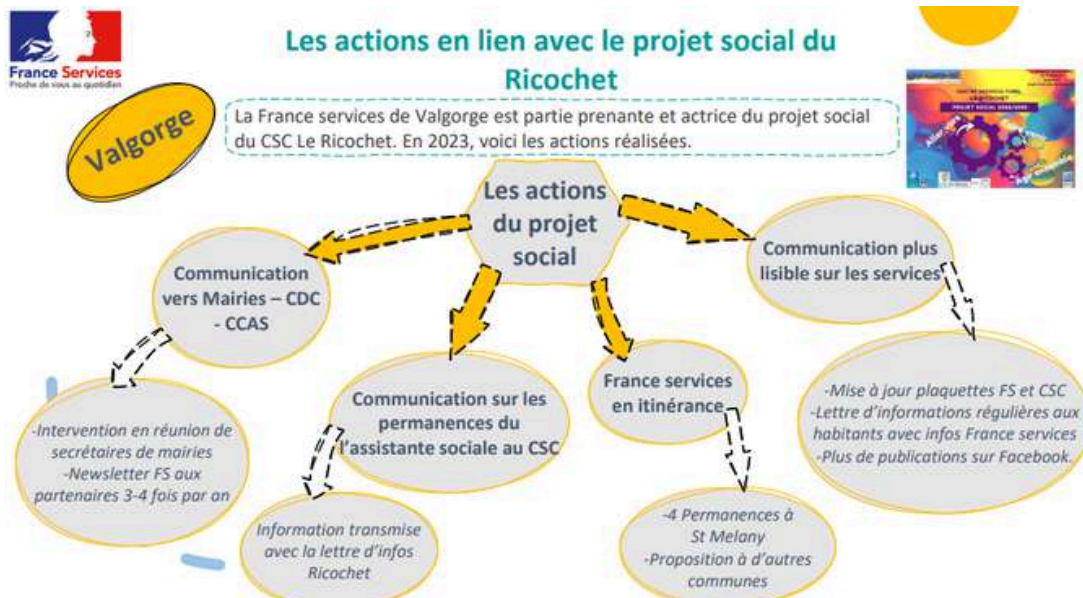 France Services
Proche de vous au quotidien
Les actions en lien avec le projet social du
Ricochet
PROJET SOCIAL
Valgorge
La France services de Valgorge est partie prenante et actrice du projet social
du CSC Le Ricochet. En 2023, voici les actions réalisées.
Les actions
du projet
social
Communication
vers Mairies – CDC
- CCAS
Communication plus
lisible sur les services
Communication sur les
permanences du
l’assistante sociale au CSC
France services
en itinérance
-Intervention en réunion de
secrétaires de mairies
-Newsletter FS aux
partenaires 3-4 fois par an
Information transmise
avec la lettre d’infos
Ricochet
-4 Permanences à
St Melany
-Proposition à d’autres
communes
-Mise à jour plaquettes FS et CSC
-Lettre d’informations régulières aux
habitants avec infos France services
-Plus de publications sur Facebook.